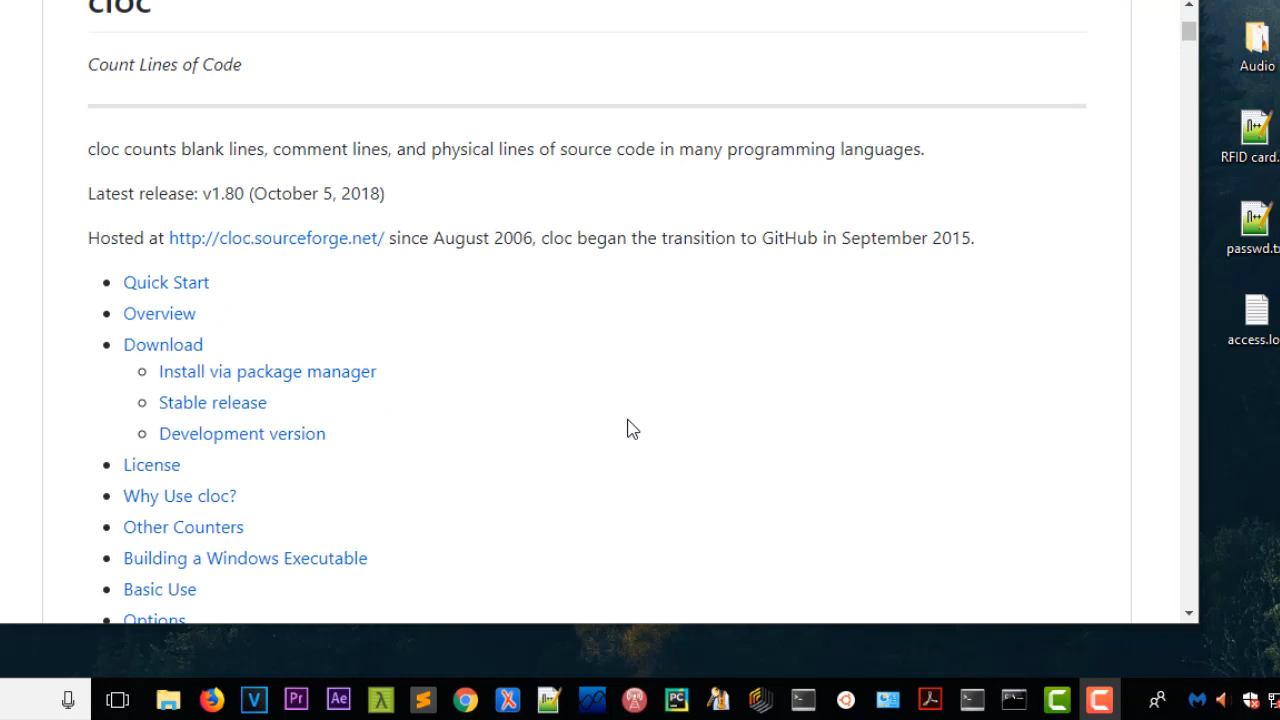 cloc
Count Lines of Code
cloc counts blank lines, comment lines, and physical lines of source code in many programming languages.
Latest release: v1.80 (October 5, 2018)
Hosted at http://cloc.sourceforge.net/ since August 2006, cloc began the transition to GitHub in September 2015.
Quick Start
Overview
Download
Install via package manager
Stable release
Development version
License
Why Use cloc?
Other Counters
Building a Windows Executable
Basic Use
Options
Audio
RFID card.
passwd.tx
access.lo